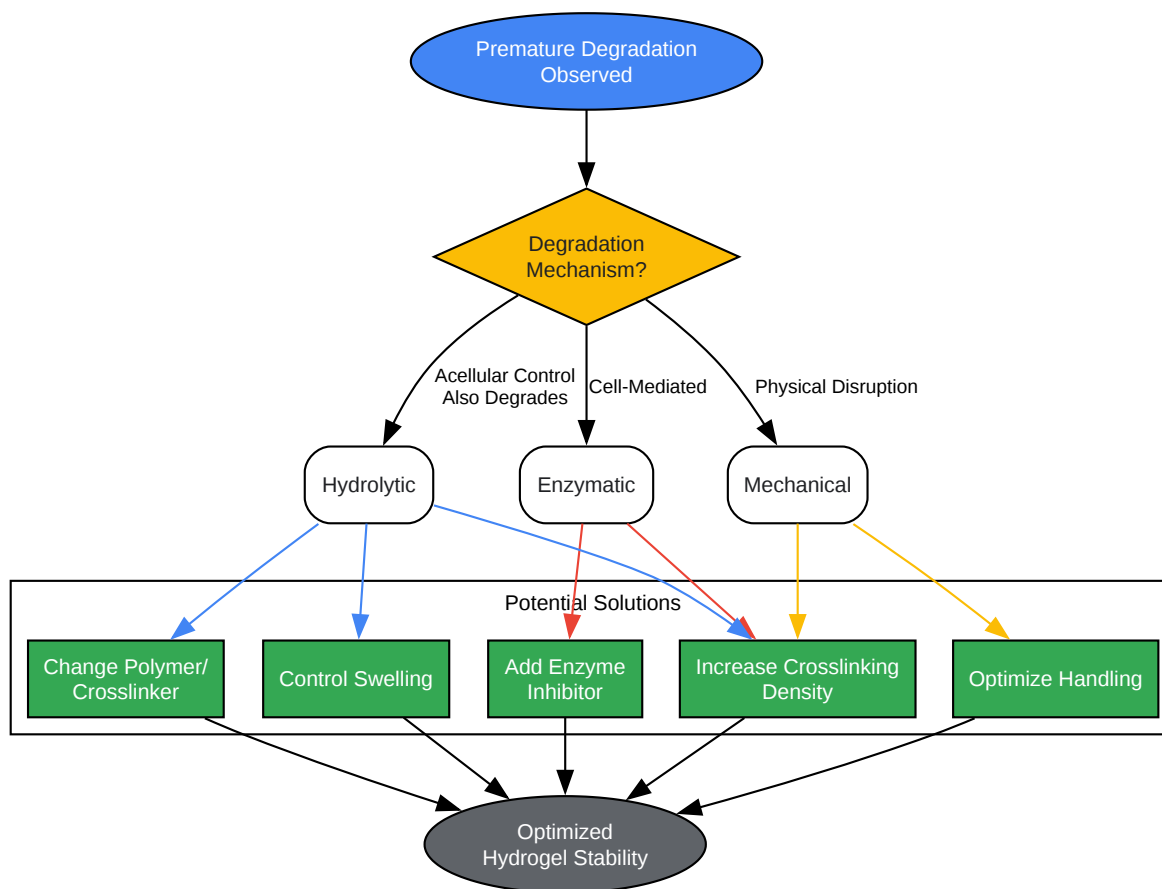 Premature Degradation
Observed
Degradation
Mechanism?
Acellular Control
Also Degrades
Cell-Mediated
Physical Disruption
Hydrolytic
Enzymatic
Mechanical
Potential Solutions
Change Polymer/
Crosslinker
Control Swelling
Add Enzyme
Inhibitor
Increase Crosslinking
Density
Optimize Handling
Optimized
Hydrogel Stability